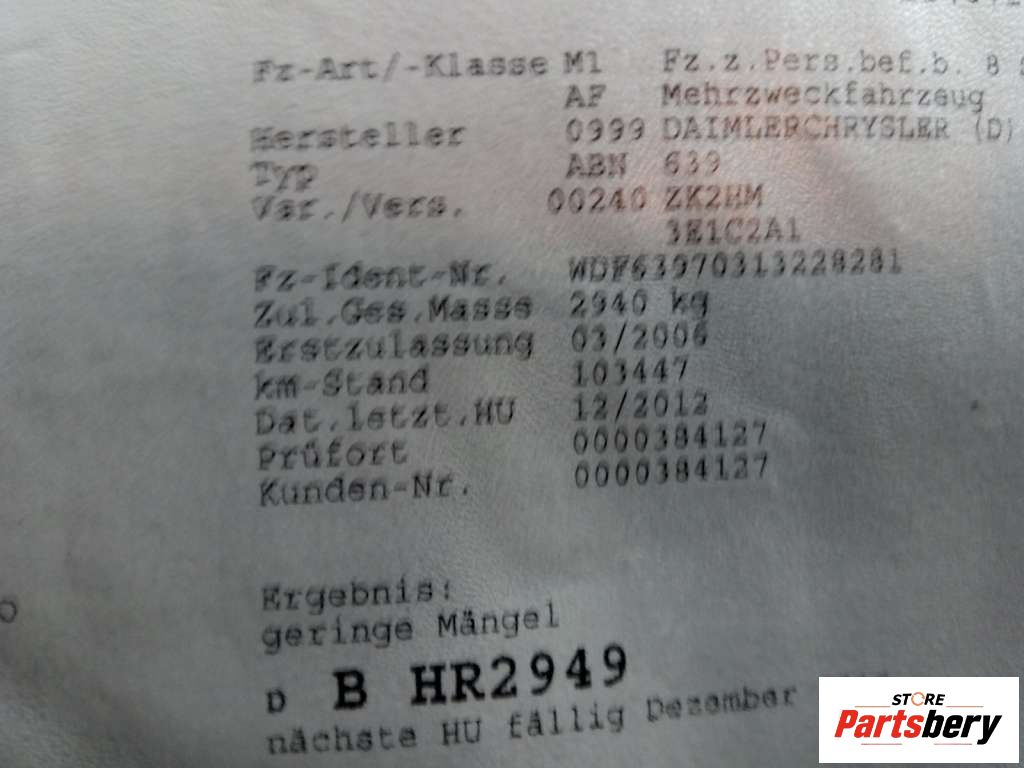 Fz-Art/-Klasse M1 Fz.z.Pers.bef.b. 8
AF Mehrzweckfahrzeug
Hersteller 0999 DAIMLERCHRYSLER (D)
Typ ABN 639
Var./Vers. 00240 ZK2HM
3E1C2A1
Fz-Ident-Nr. WDF63970313228281
Zul.Ges.Masse 2940 kg
Erstzulassung 03/2006
km-Stand 103447
Dat.letzt.HU 12/2012
Prüfort 0000384127
Kunden-Nr. 0000384127
Ergebnis:
geringe Mängel
D B HR2949
nächste HU fällig Dezember
STORE
Partsbery